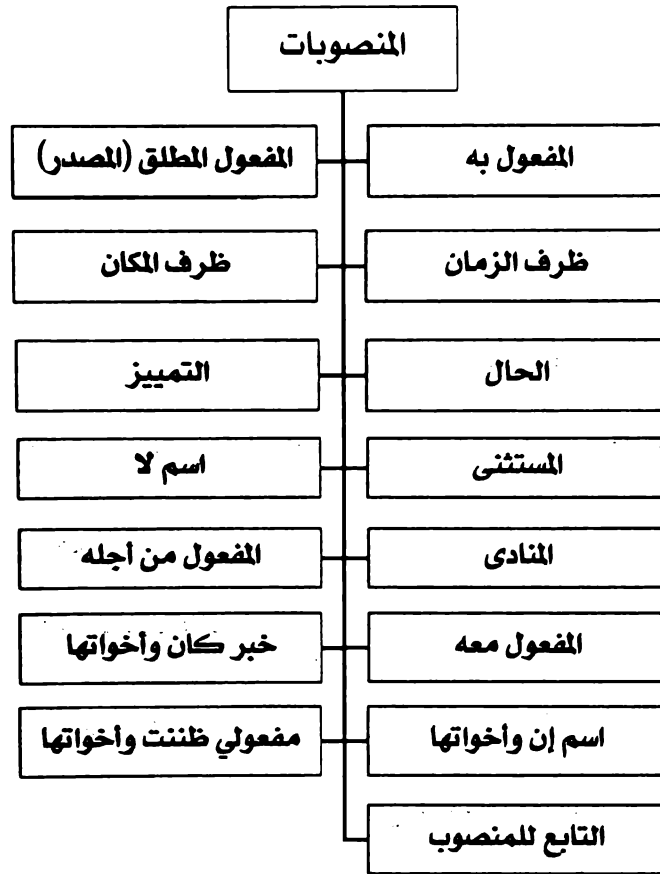 المنصوبات
المفعول به
المفعول المطلق (المصدر)
ظرف الزمان
ظرف المكان
الحال
التمييز
المستثنى
اسم لا
المنادى
المفعول من أجله
المفعول معه
خبر كان وأخواتها
اسم إن وأخواتها
مفعولي ظننت وأخواتها
التابع للمنصوب